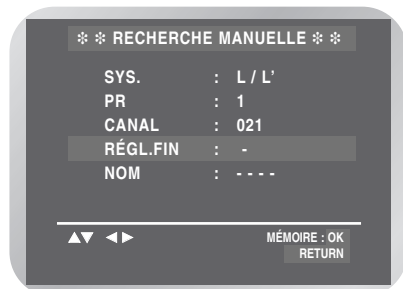 ❇ ❇ RECHERCHE MANUELLE ❇ ❇
SYS. : L / L’
PR : 1
CANAL : 021
RÉGL.FIN : -
NOM : - - - -
▲▼ ◄► MÉMOIRE : OK
RETURN